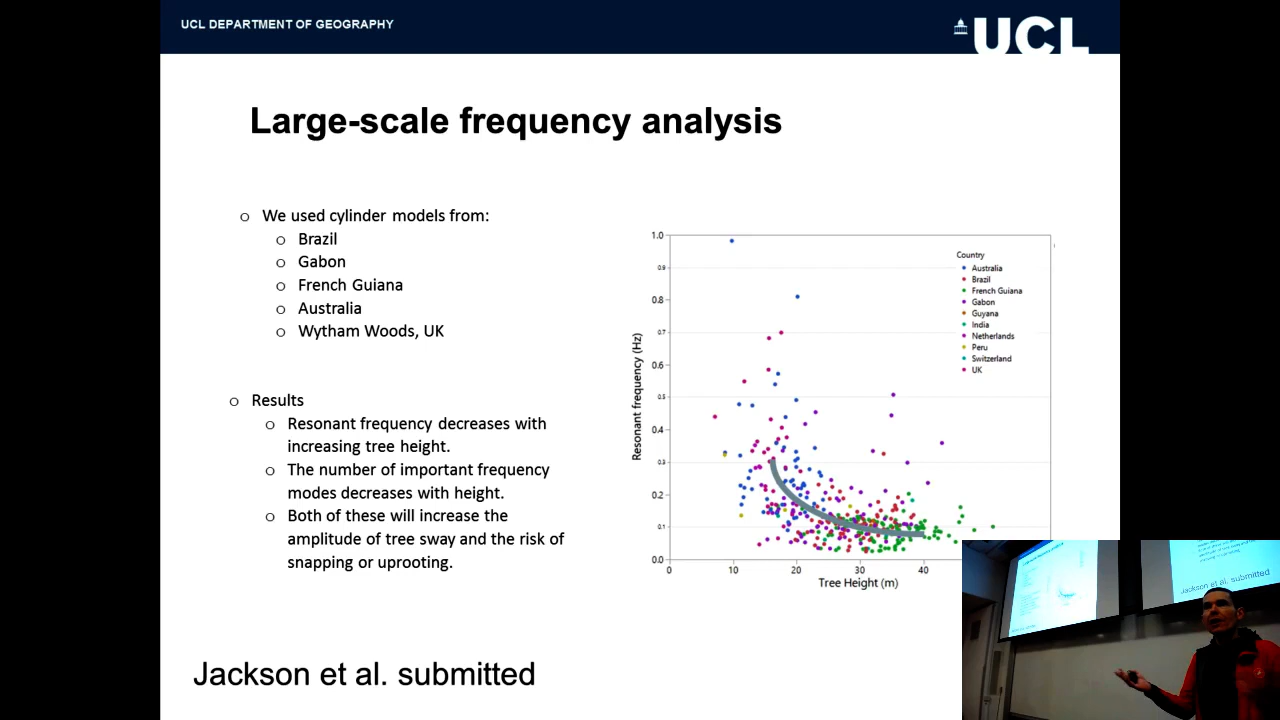 UCL DEPARTMENT OF GEOGRAPHY
UCL
Large-scale frequency analysis
o We used cylinder models from:
o Brazil
o Gabon
o French Guiana
o Australia
o Wytham Woods, UK
o Results
o Resonant frequency decreases with
increasing tree height.
o The number of important frequency
modes decreases with height.
o Both of these will increase the
amplitude of tree sway and the risk of
snapping or uprooting.
Resonant frequency (Hz)
1.0
0.9
0.8
0.7
0.6
0.5
0.4
0.3
0.2
0.1
0.0
0 10 20 30 40
Tree Height (m)
Country
Australia
Brazil
French Guiana
Gabon
Guyana
India
Netherlands
Peru
Switzerland
UK
Jackson et al. submitted
Jackson et al. submitted